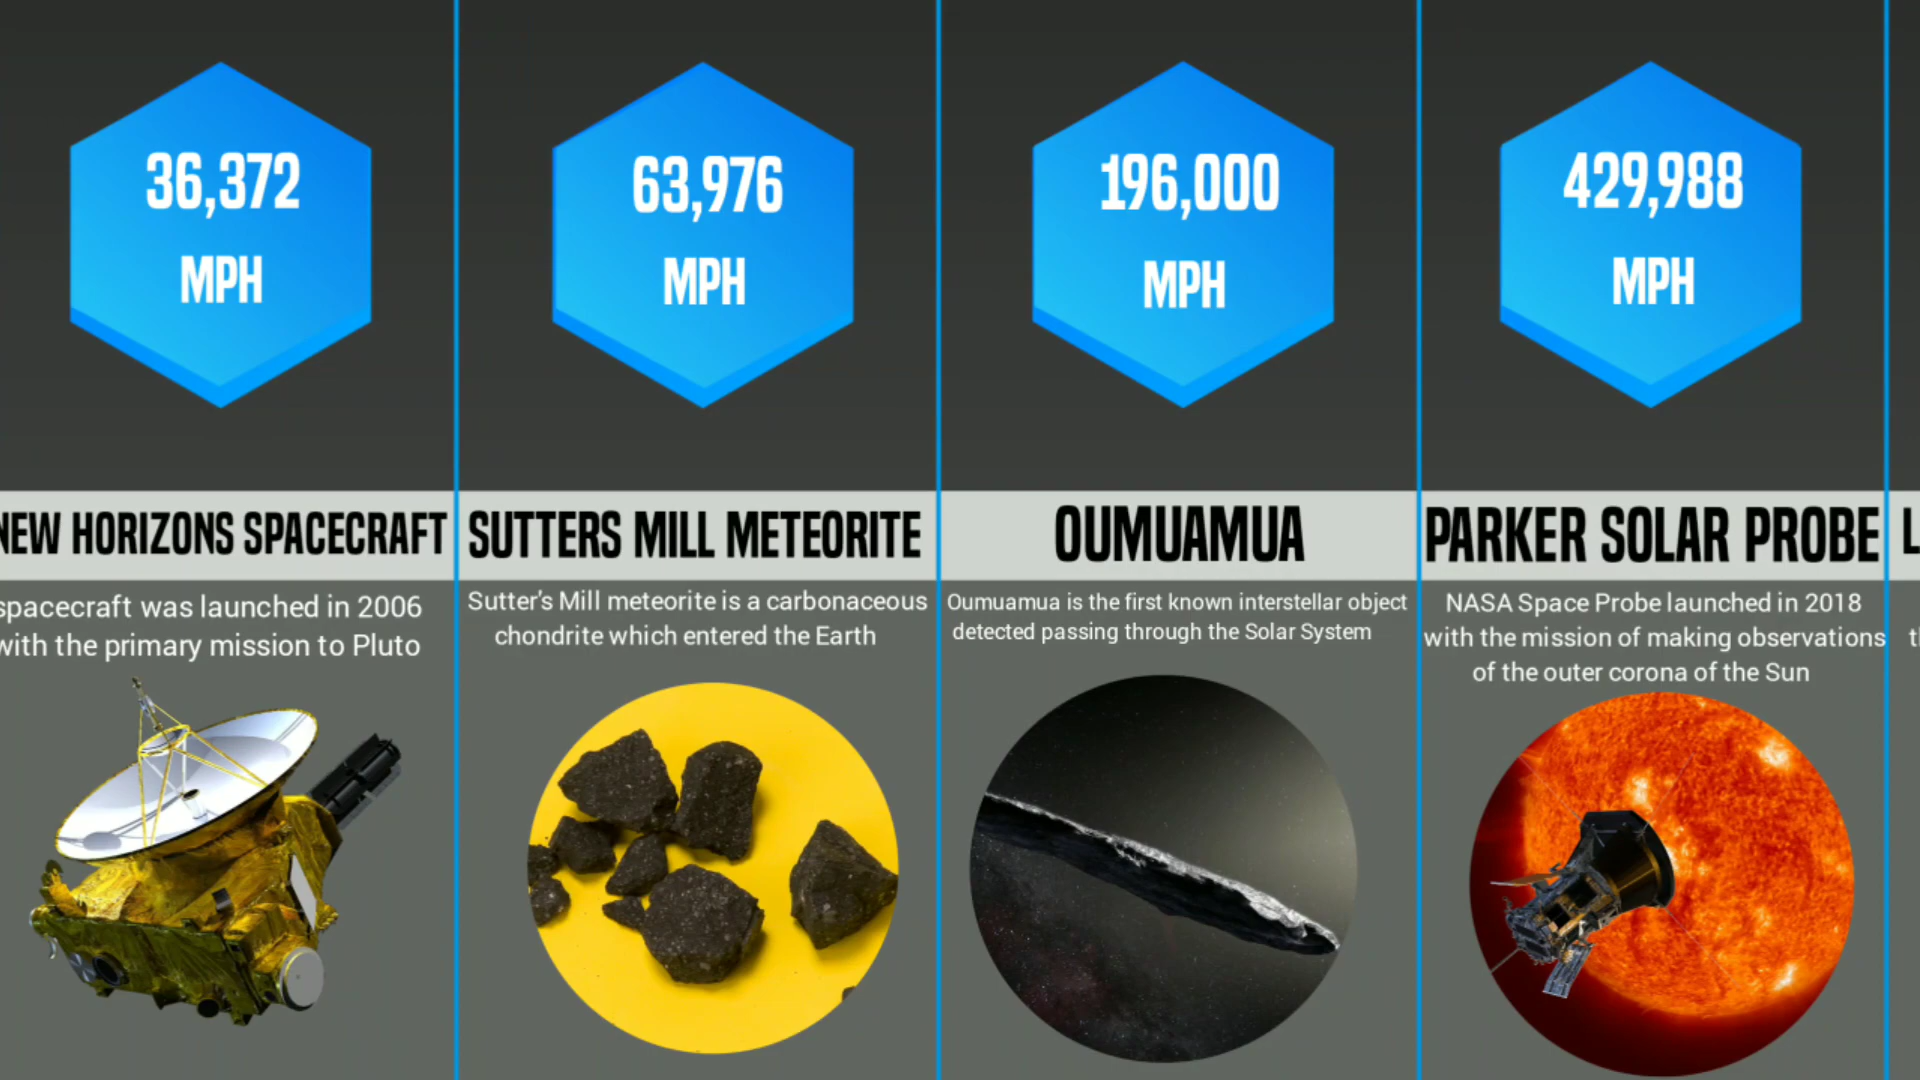 36,372
MPH
NEW HORIZONS SPACECRAFT
spacecraft was launched in 2006
with the primary mission to Pluto
63,976
MPH
SUTTERS MILL METEORITE
Sutter's Mill meteorite is a carbonaceous
chondrite which entered the Earth
196,000
MPH
OUMUAMUA
Oumuamua is the first known interstellar object
detected passing through the Solar System
429,988
MPH
PARKER SOLAR PROBE
NASA Space Probe launched in 2018
with the mission of making observations
of the outer corona of the Sun
L